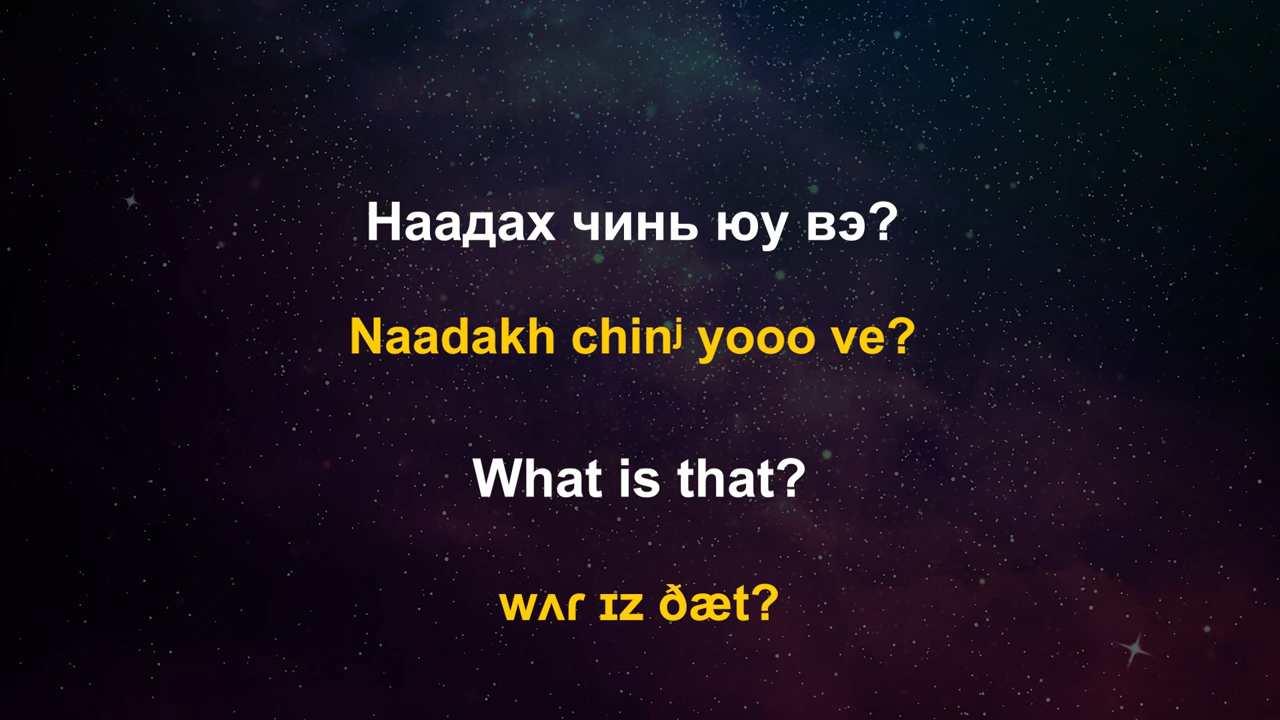 Наадах чинь юу вэ?
Naadakh chinʲ yooo ve?
What is that?
wʌɾ ɪz ðæt?